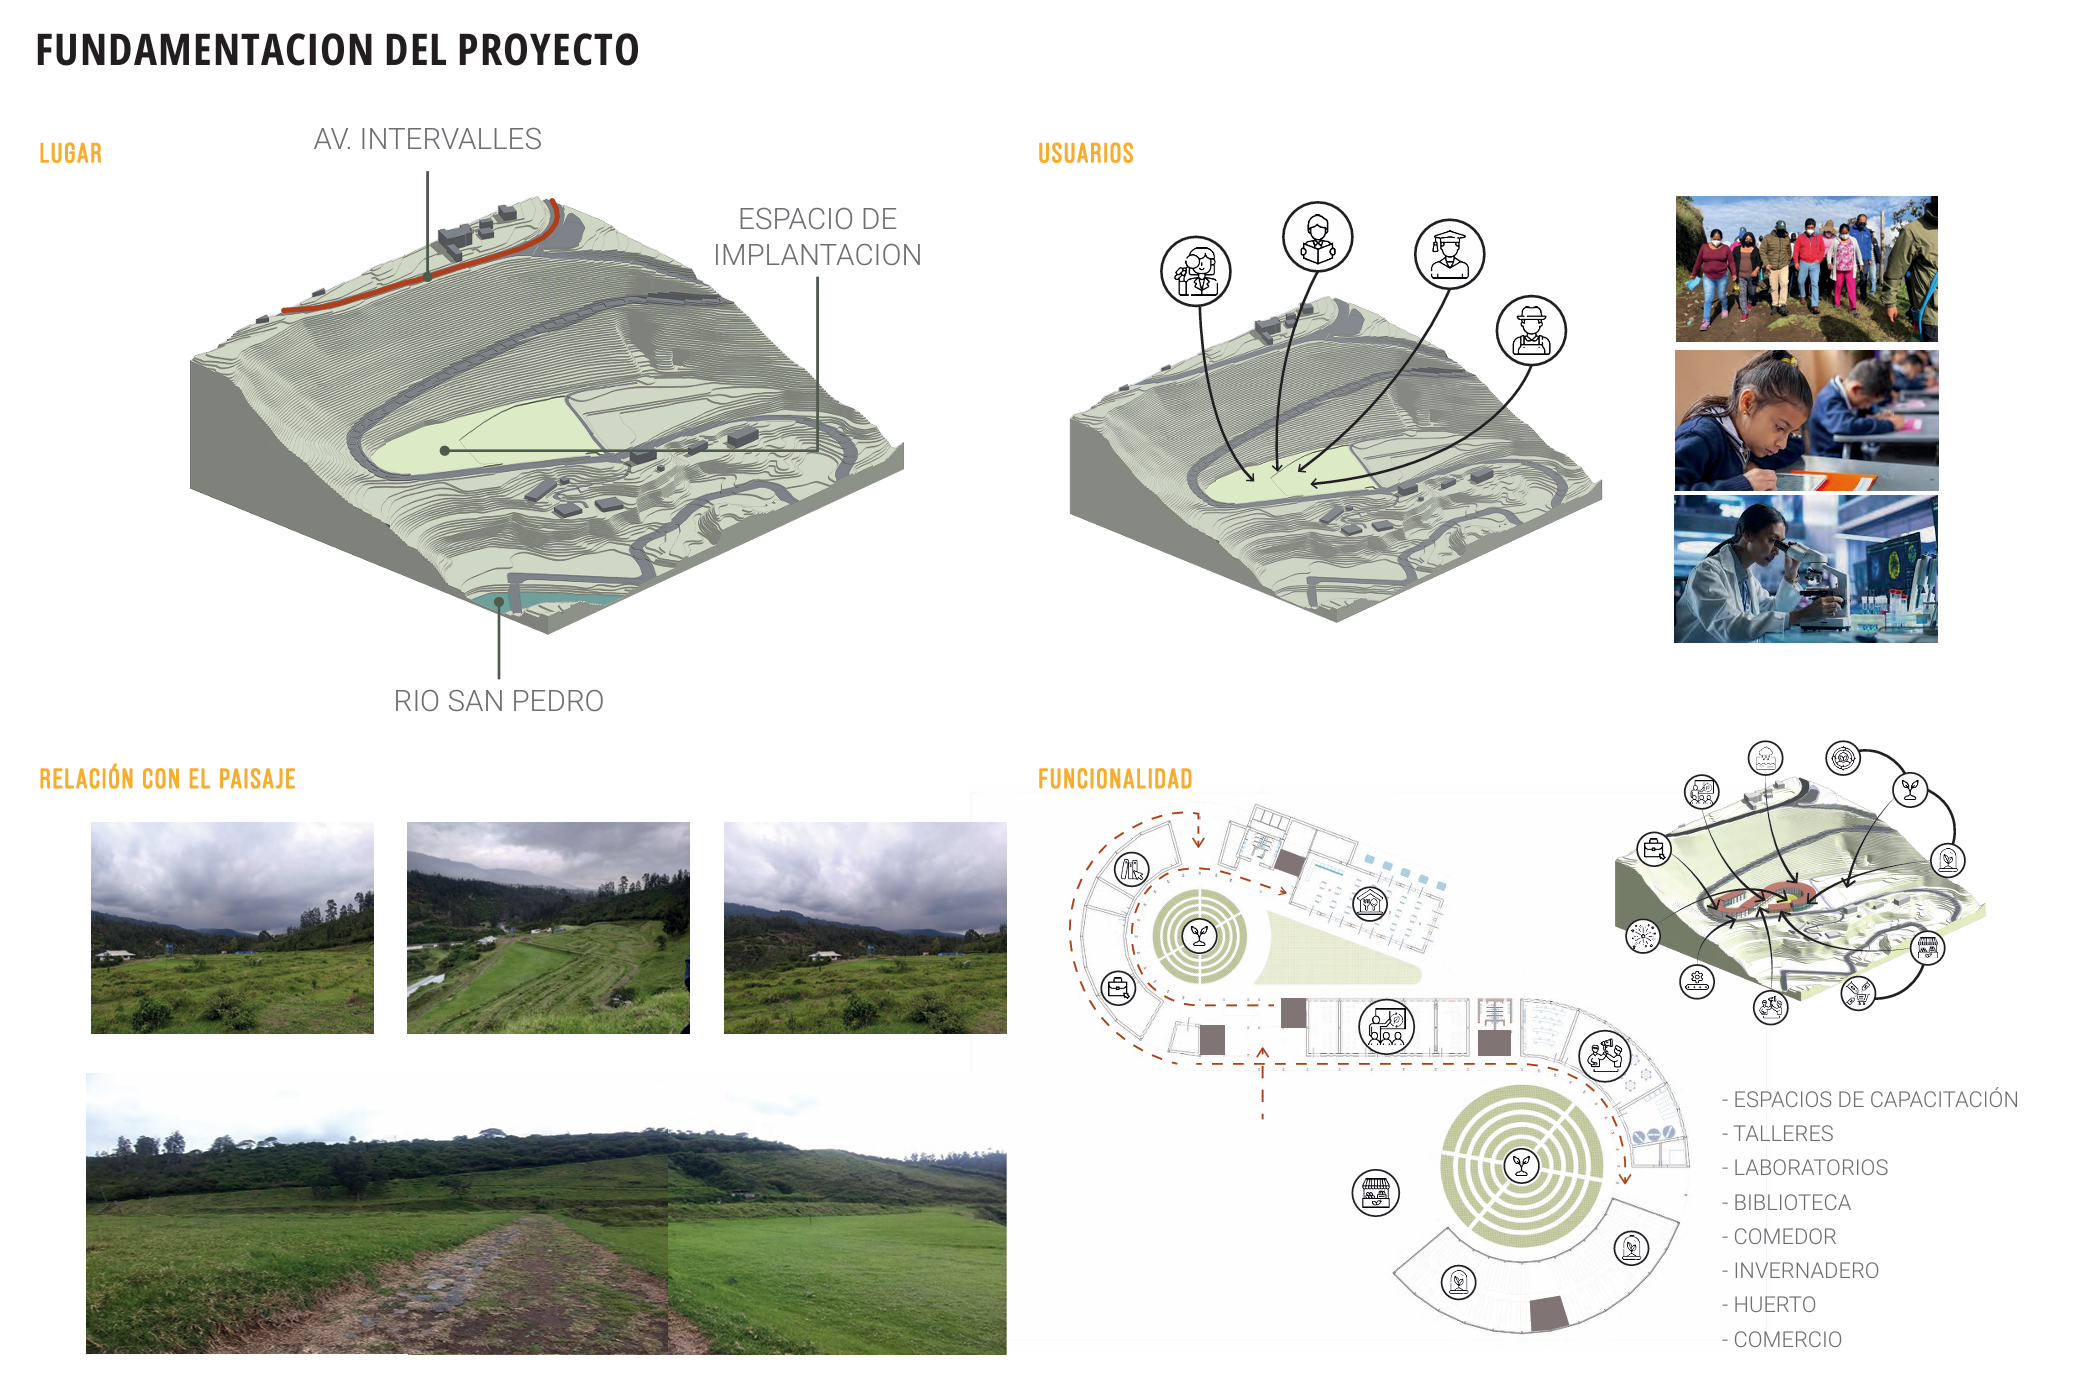 FUNDAMENTACION DEL PROYECTO
LUGAR
AV. INTERVALLES
ESPACIO DE
IMPLANTACION
RIO SAN PEDRO
USUARIOS
RELACIÓN CON EL PAISAJE
FUNCIONALIDAD
- ESPACIOS DE CAPACITACIÓN
- TALLERES
- LABORATORIOS
- BIBLIOTECA
- COMEDOR
- INVERNADERO
- HUERTO
- COMERCIO